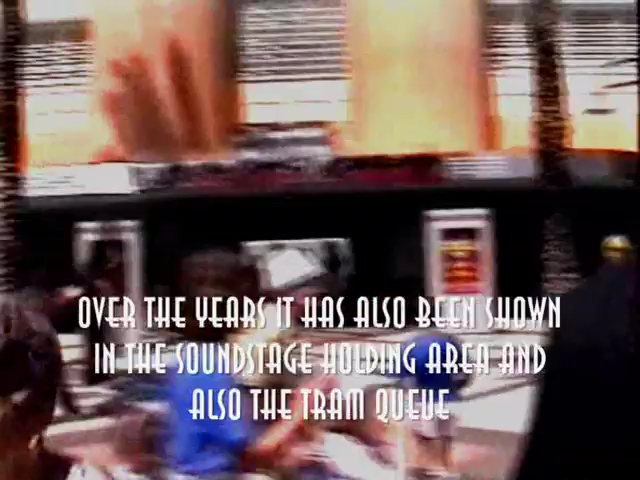 OVER THE YEARS IT HAS ALSO BEEN SHOWN
IN THE SOUNDSTAGE HOLDING AREA AND
ALSO THE TRAM QUEUE